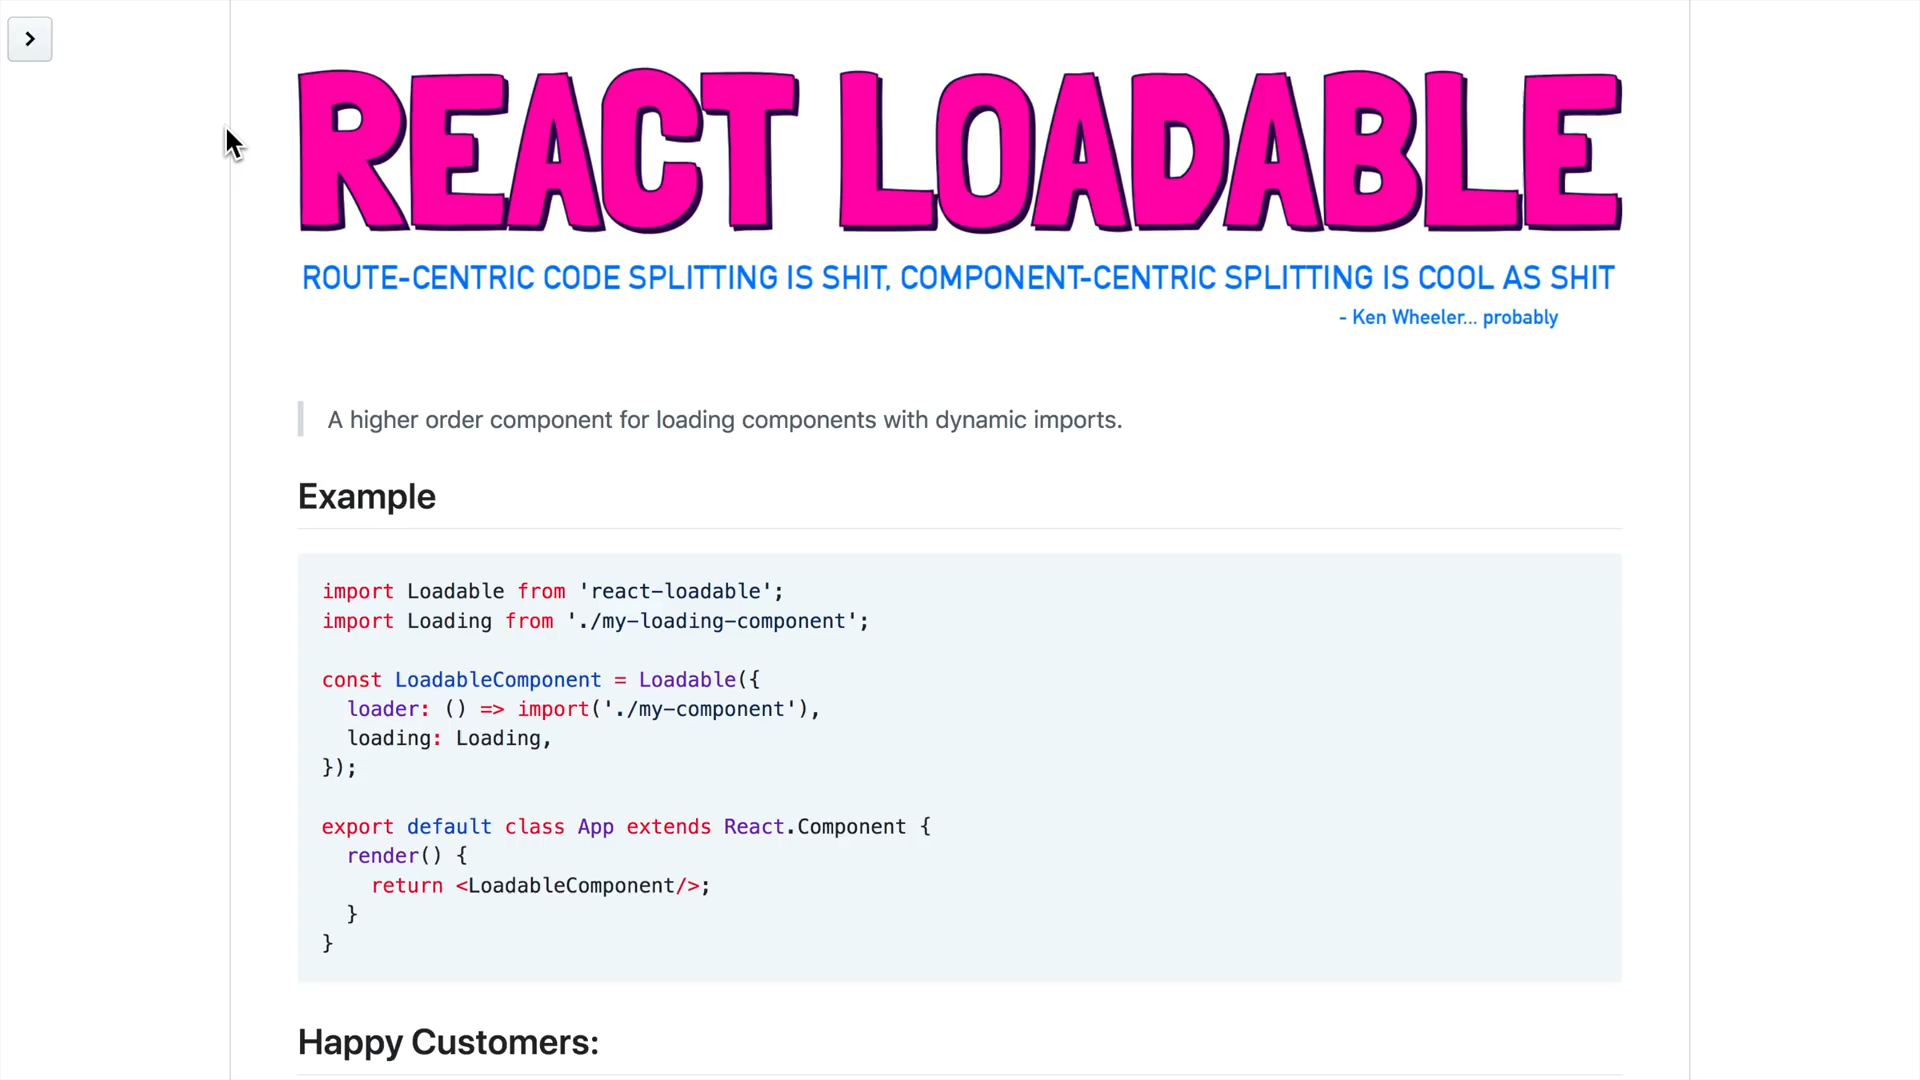 REACT LOADABLE
ROUTE-CENTRIC CODE SPLITTING IS SHIT, COMPONENT-CENTRIC SPLITTING IS COOL AS SHIT
- Ken Wheeler... probably
A higher order component for loading components with dynamic imports.
Example
import Loadable from 'react-loadable';
import Loading from './my-loading-component';
const LoadableComponent = Loadable({
  loader: () => import('./my-component'),
  loading: Loading,
});
export default class App extends React.Component {
  render() {
    return <LoadableComponent/>;
  }
}
Happy Customers: